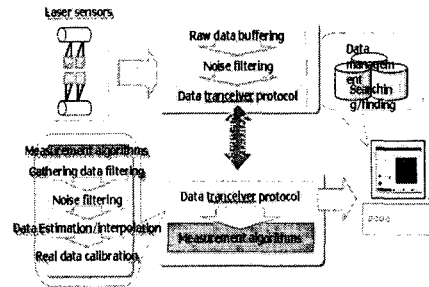 Laser sensors
Raw data buffering
Noise filtering
Data tranceiver protocol
Data
managem
ent
Searchin
g/finding
Measurement algorithms
Gathering data filtering
Noise filtering
Data Estimation/Interpolation
Real data calibration
Data tranceiver protocol
Measurement algorithms